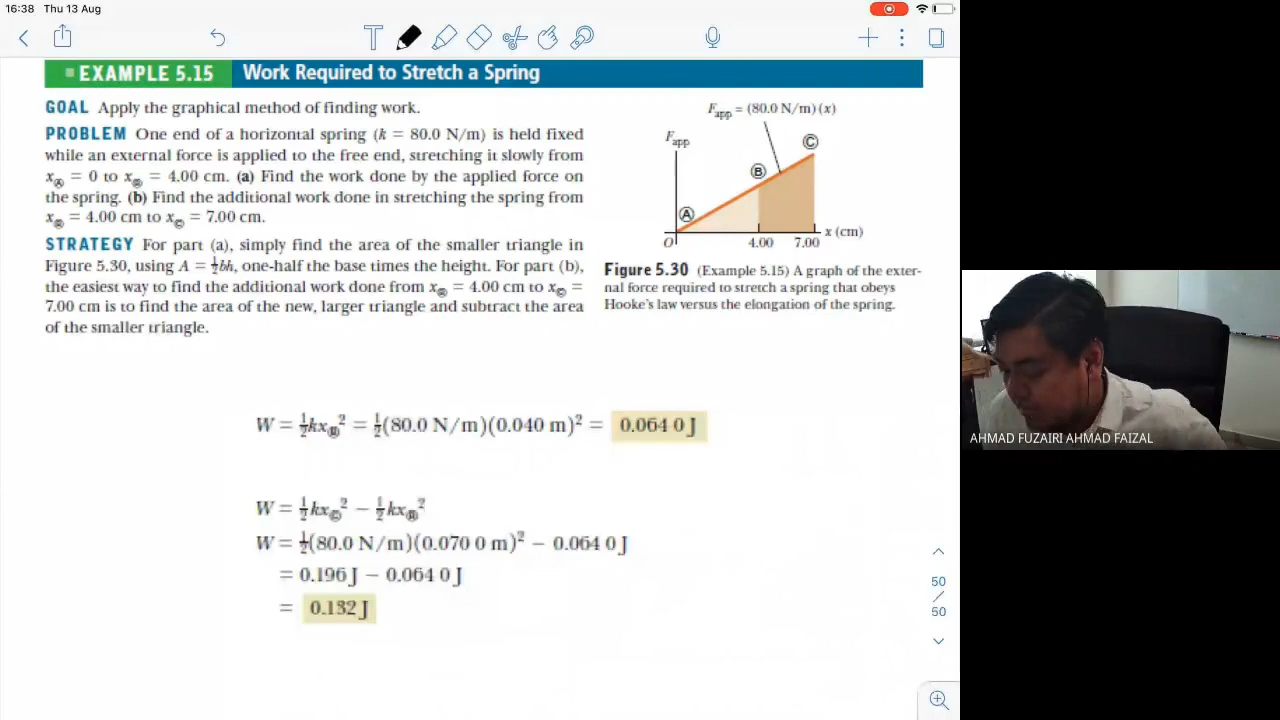 16:38 Thu 13 Aug
EXAMPLE 5.15 Work Required to Stretch a Spring
GOAL Apply the graphical method of finding work.
PROBLEM One end of a horizontal spring (k = 80.0 N/m) is held fixed
while an external force is applied to the free end, stretching it slowly from
xⒶ = 0 to xⒷ = 4.00 cm. (a) Find the work done by the applied force on
the spring. (b) Find the additional work done in stretching the spring from
xⒷ = 4.00 cm to xⒸ = 7.00 cm.
STRATEGY For part (a), simply find the area of the smaller triangle in
Figure 5.30, using A = ½bh, one-half the base times the height. For part (b),
the easiest way to find the additional work done from xⒷ = 4.00 cm to xⒸ =
7.00 cm is to find the area of the new, larger triangle and subtract the area
of the smaller triangle.
Fapp = (80.0 N/m)(x)
Fapp
Ⓒ
Ⓑ
Ⓐ
O 4.00 7.00 x (cm)
Figure 5.30 (Example 5.15) A graph of the exter-
nal force required to stretch a spring that obeys
Hooke's law versus the elongation of the spring.
W = ½kxⒷ² = ½(80.0 N/m)(0.040 m)² = 0.064 0 J
W = ½kxⒸ² − ½kxⒷ²
W = ½(80.0 N/m)(0.070 0 m)² − 0.064 0 J
= 0.196 J − 0.064 0 J
= 0.132 J
50
/
50
AHMAD FUZAIRI AHMAD FAIZAL